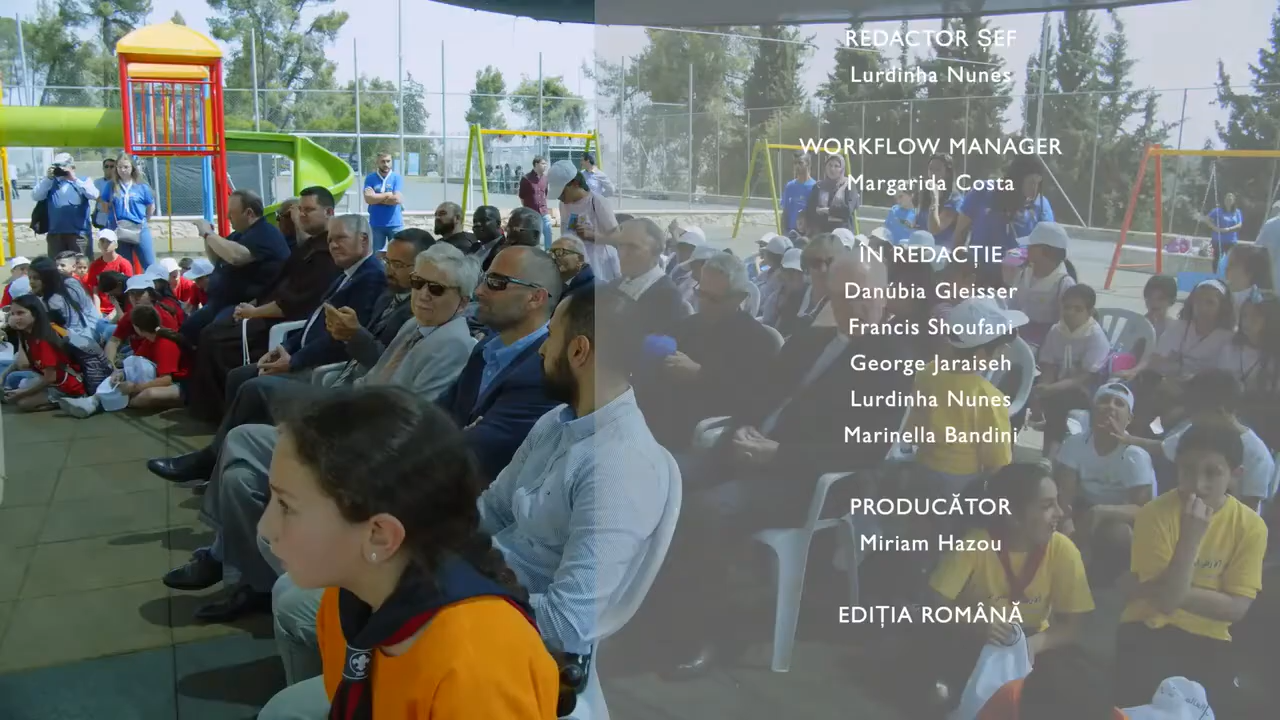 REDACTOR ȘEF
Lurdinha Nunes
WORKFLOW MANAGER
Margarida Costa
ÎN REDACȚIE
Danúbia Gleisser
Francis Shoufani
George Jaraiseh
Lurdinha Nunes
Marinella Bandini
PRODUCĂTOR
Miriam Hazou
EDIȚIA ROMÂNĂ